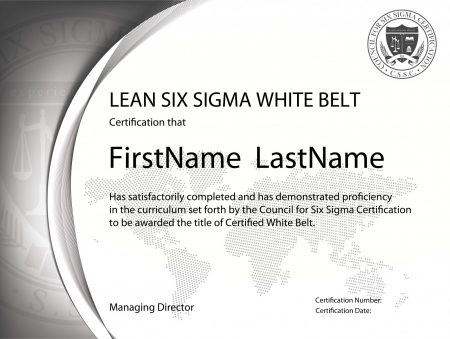 COUNCIL FOR SIX SIGMA CERTIFICATION
C.S.S.C.
LEAN SIX SIGMA WHITE BELT
Certification that
FirstName LastName
Has satisfactorily completed and has demonstrated proficiency
in the curriculum set forth by the Council for Six Sigma Certification
to be awarded the title of Certified White Belt.
Managing Director
Certification Number:
Certification Date: